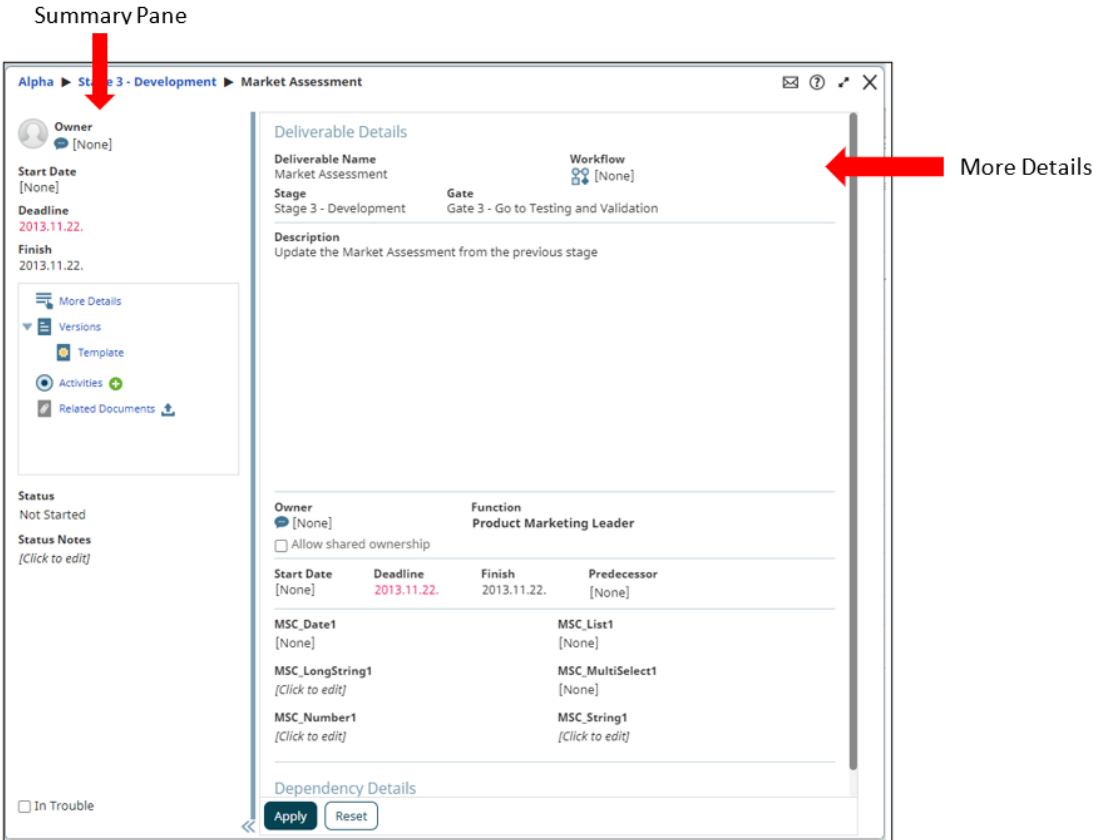 Summary Pane
Alpha ▶ Stage 3 - Development ▶ Market Assessment
Owner
[None]
Start Date
[None]
Deadline
2013.11.22.
Finish
2013.11.22.
More Details
Versions
Template
Activities
Related Documents
Status
Not Started
Status Notes
[Click to edit]
In Trouble
Deliverable Details
Deliverable Name Workflow
Market Assessment [None]
Stage Gate
Stage 3 - Development Gate 3 - Go to Testing and Validation
Description
Update the Market Assessment from the previous stage
Owner Function
[None] Product Marketing Leader
Allow shared ownership
Start Date Deadline Finish Predecessor
[None] 2013.11.22. 2013.11.22. [None]
MSC_Date1 MSC_List1
[None] [None]
MSC_LongString1 MSC_MultiSelect1
[Click to edit] [None]
MSC_Number1 MSC_String1
[Click to edit] [Click to edit]
Dependency Details
Apply Reset
More Details